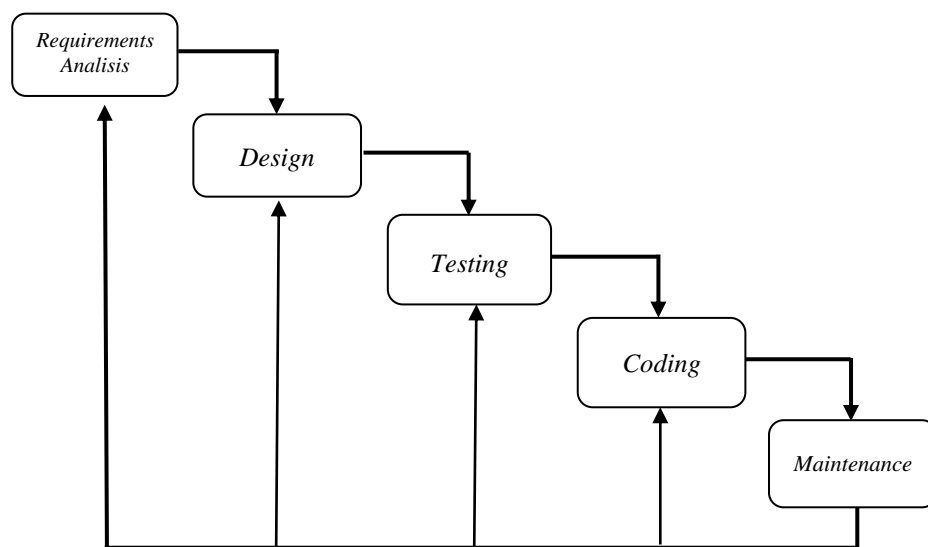 Requirements
Analisis
Design
Testing
Coding
Maintenance